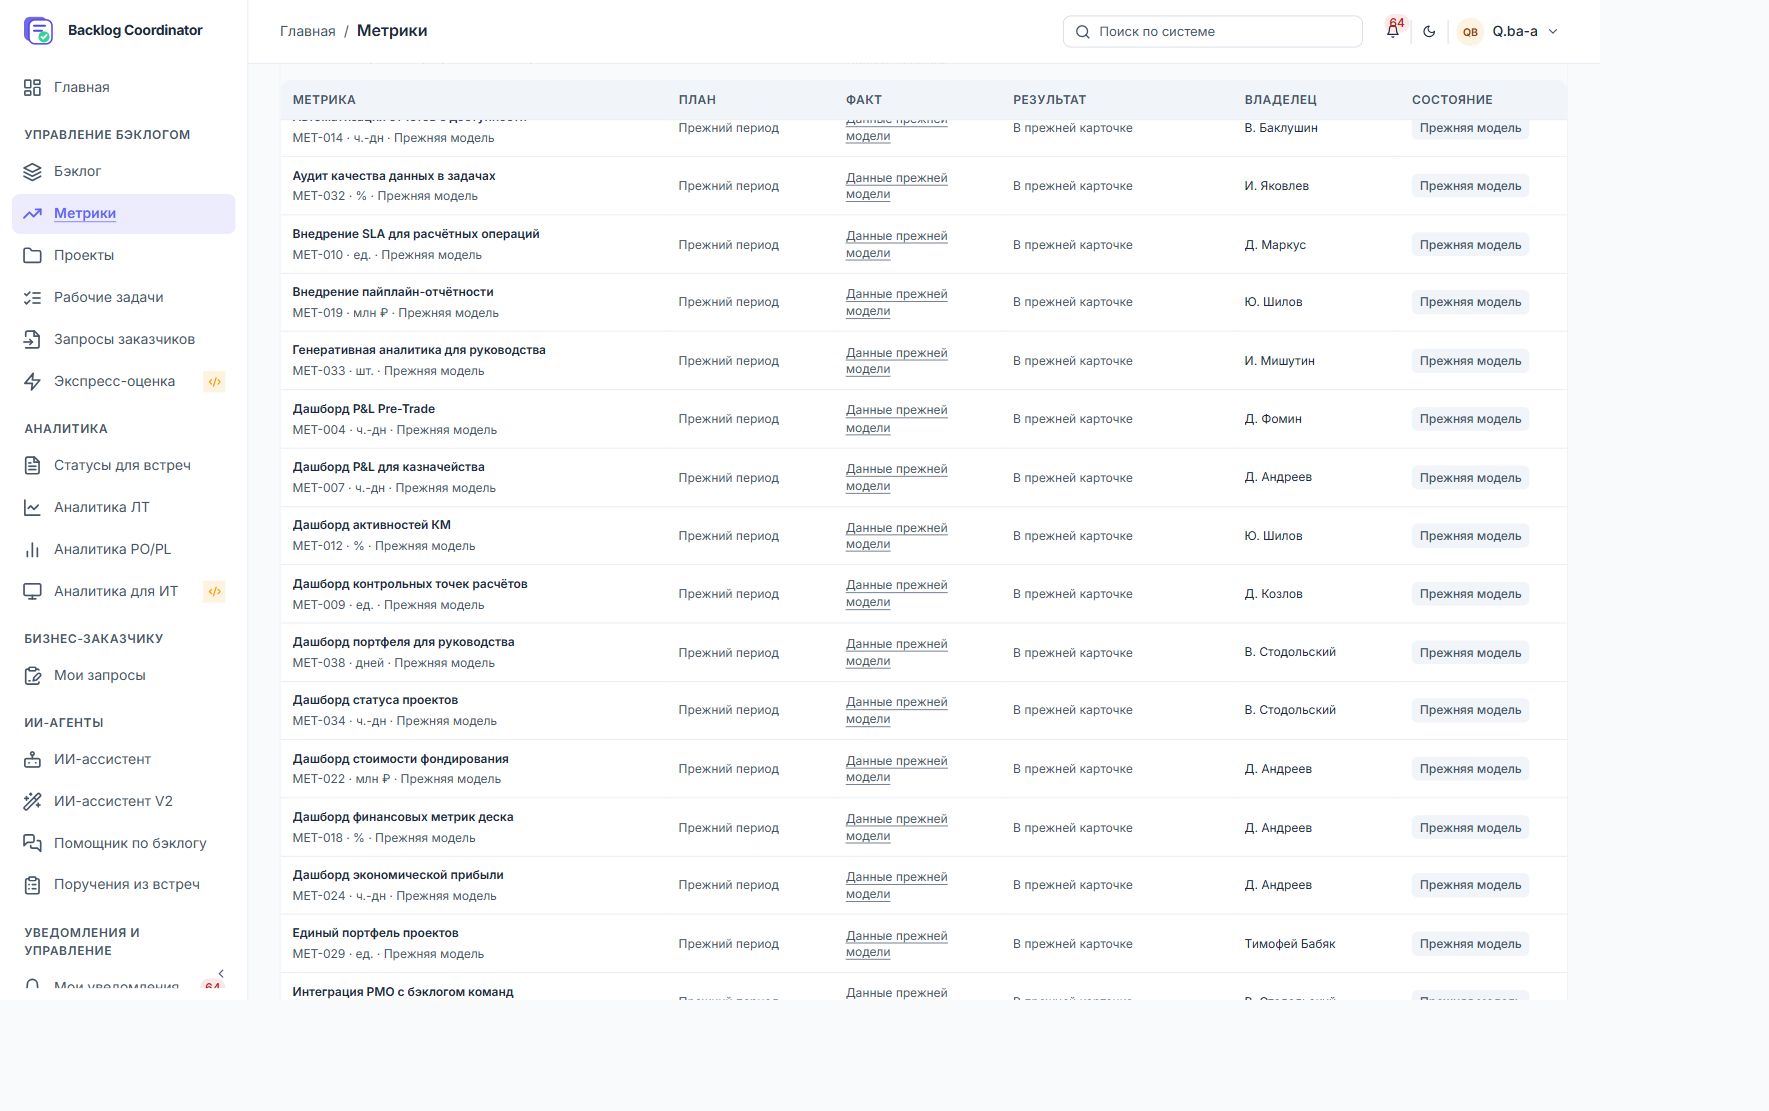 Backlog Coordinator
Главная
УПРАВЛЕНИЕ БЭКЛОГОМ
Бэклог
Метрики
Проекты
Рабочие задачи
Запросы заказчиков
Экспресс-оценка </>
АНАЛИТИКА
Статусы для встреч
Аналитика ЛТ
Аналитика PO/PL
Аналитика для ИТ </>
БИЗНЕС-ЗАКАЗЧИКУ
Мои запросы
ИИ-АГЕНТЫ
ИИ-ассистент
ИИ-ассистент V2
Помощник по бэклогу
Поручения из встреч
УВЕДОМЛЕНИЯ И
УПРАВЛЕНИЕ
Мои уведомления 64
Главная / Метрики
Поиск по системе
64
QB Q.ba-a
МЕТРИКА ПЛАН ФАКТ РЕЗУЛЬТАТ ВЛАДЕЛЕЦ СОСТОЯНИЕ
MET-014 · ч.-дн · Прежняя модель Прежний период Данные прежней модели В прежней карточке В. Баклушин Прежняя модель
Аудит качества данных в задачах
MET-032 · % · Прежняя модель Прежний период Данные прежней модели В прежней карточке И. Яковлев Прежняя модель
Внедрение SLA для расчётных операций
MET-010 · ед. · Прежняя модель Прежний период Данные прежней модели В прежней карточке Д. Маркус Прежняя модель
Внедрение пайплайн-отчётности
MET-019 · млн ₽ · Прежняя модель Прежний период Данные прежней модели В прежней карточке Ю. Шилов Прежняя модель
Генеративная аналитика для руководства
MET-033 · шт. · Прежняя модель Прежний период Данные прежней модели В прежней карточке И. Мишутин Прежняя модель
Дашборд P&L Pre-Trade
MET-004 · ч.-дн · Прежняя модель Прежний период Данные прежней модели В прежней карточке Д. Фомин Прежняя модель
Дашборд P&L для казначейства
MET-007 · ч.-дн · Прежняя модель Прежний период Данные прежней модели В прежней карточке Д. Андреев Прежняя модель
Дашборд активностей КМ
MET-012 · % · Прежняя модель Прежний период Данные прежней модели В прежней карточке Ю. Шилов Прежняя модель
Дашборд контрольных точек расчётов
MET-009 · ед. · Прежняя модель Прежний период Данные прежней модели В прежней карточке Д. Козлов Прежняя модель
Дашборд портфеля для руководства
MET-038 · дней · Прежняя модель Прежний период Данные прежней модели В прежней карточке В. Стодольский Прежняя модель
Дашборд статуса проектов
MET-034 · ч.-дн · Прежняя модель Прежний период Данные прежней модели В прежней карточке В. Стодольский Прежняя модель
Дашборд стоимости фондирования
MET-022 · млн ₽ · Прежняя модель Прежний период Данные прежней модели В прежней карточке Д. Андреев Прежняя модель
Дашборд финансовых метрик деска
MET-018 · % · Прежняя модель Прежний период Данные прежней модели В прежней карточке Д. Андреев Прежняя модель
Дашборд экономической прибыли
MET-024 · ч.-дн · Прежняя модель Прежний период Данные прежней модели В прежней карточке Д. Андреев Прежняя модель
Единый портфель проектов
MET-029 · ед. · Прежняя модель Прежний период Данные прежней модели В прежней карточке Тимофей Бабяк Прежняя модель
Интеграция PMO с бэклогом команд
Данные прежней